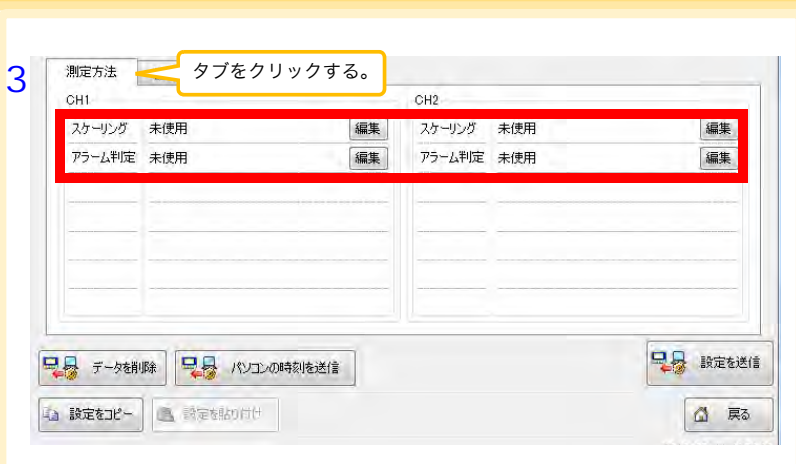 3
測定方法
タブをクリックする。
CH1
CH2
スケーリング 未使用 編集
スケーリング 未使用 編集
アラーム判定 未使用 編集
アラーム判定 未使用 編集
データを削除
パソコンの時刻を送信
設定を送信
設定をコピー
設定を貼り付け
戻る